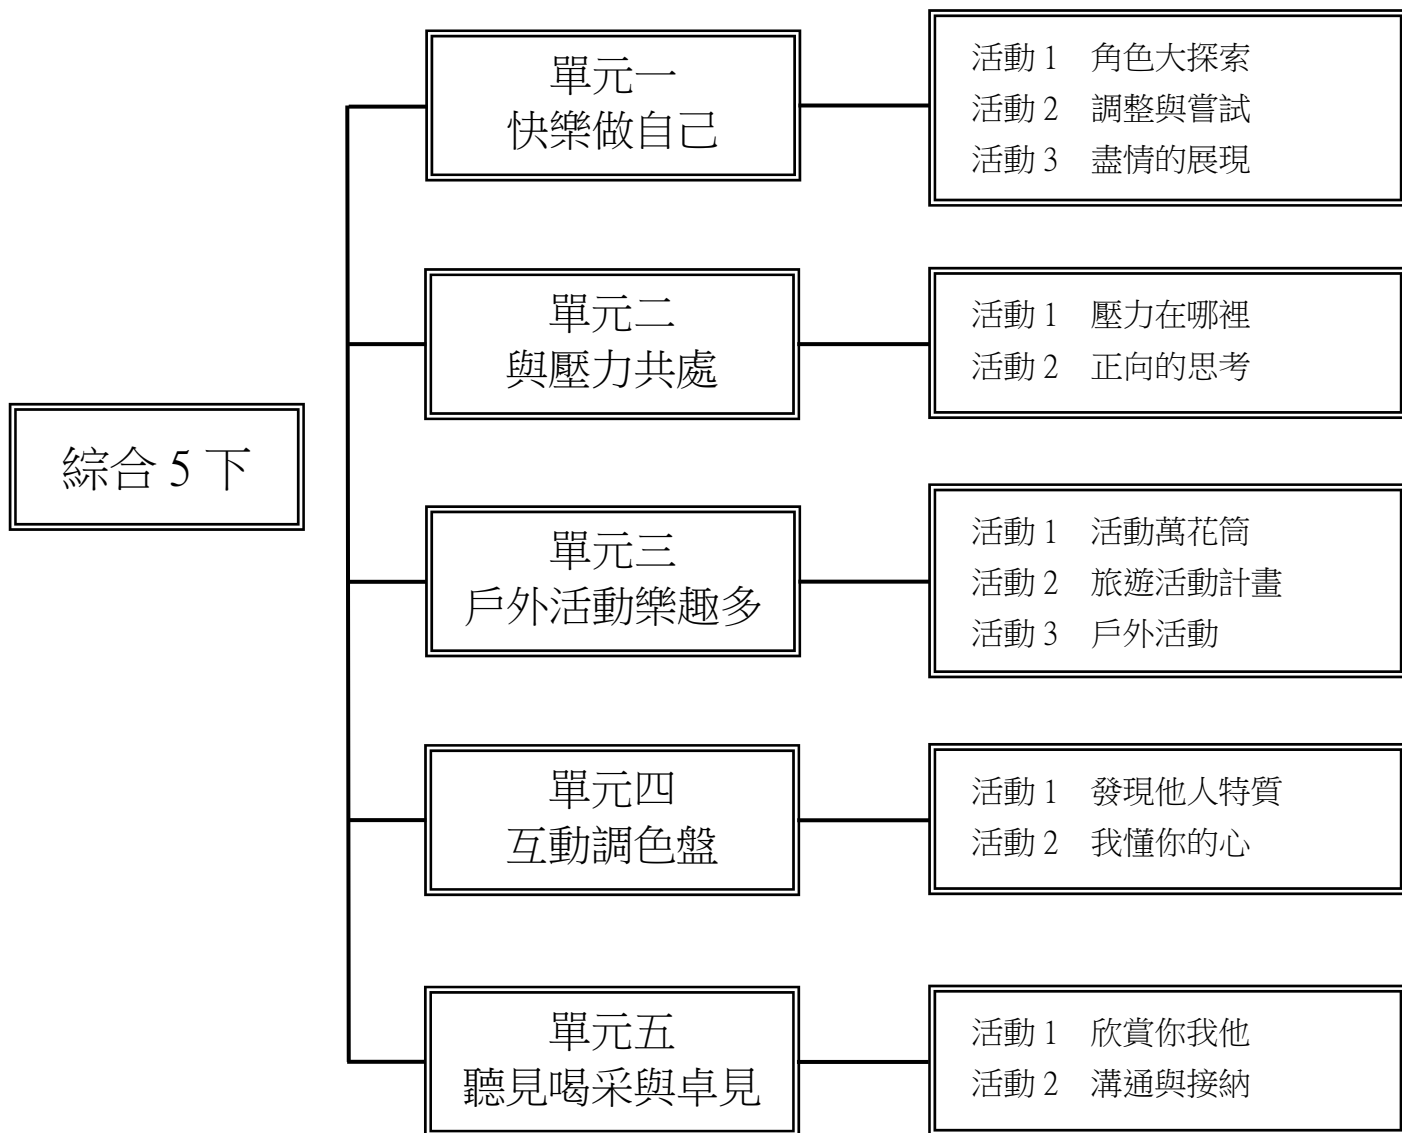 綜合 5 下
單元一
快樂做自己
活動 1 角色大探索
活動 2 調整與嘗試
活動 3 盡情的展現
單元二
與壓力共處
活動 1 壓力在哪裡
活動 2 正向的思考
單元三
戶外活動樂趣多
活動 1 活動萬花筒
活動 2 旅遊活動計畫
活動 3 戶外活動
單元四
互動調色盤
活動 1 發現他人特質
活動 2 我懂你的心
單元五
聽見喝采與卓見
活動 1 欣賞你我他
活動 2 溝通與接納